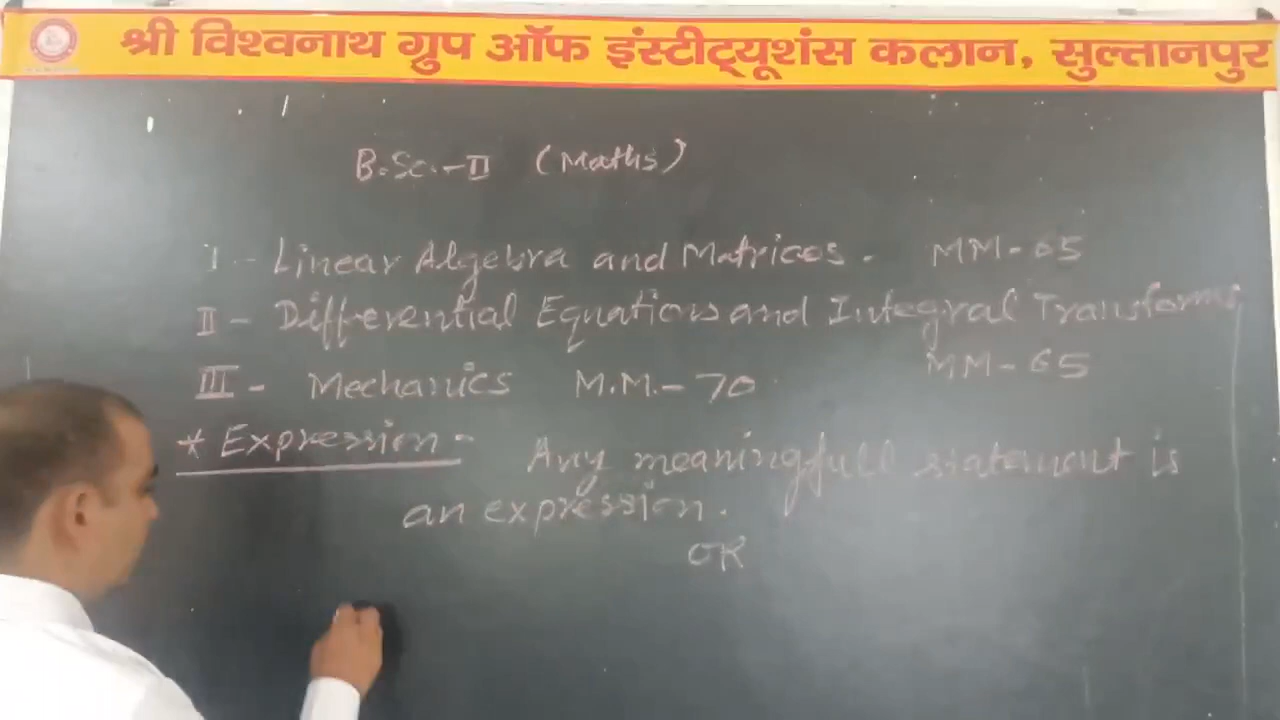 श्री विश्वनाथ ग्रुप ऑफ इंस्टीट्यूशंस कलान, सुल्तानपुर
B.Sc.-II (Maths)
I - Linear Algebra and Matrices. MM-65
II - Differential Equations and Integral Transforms
MM-65
III - Mechanics M.M.-70
* Expression - Any meaningfull statement is
an expression.
OR